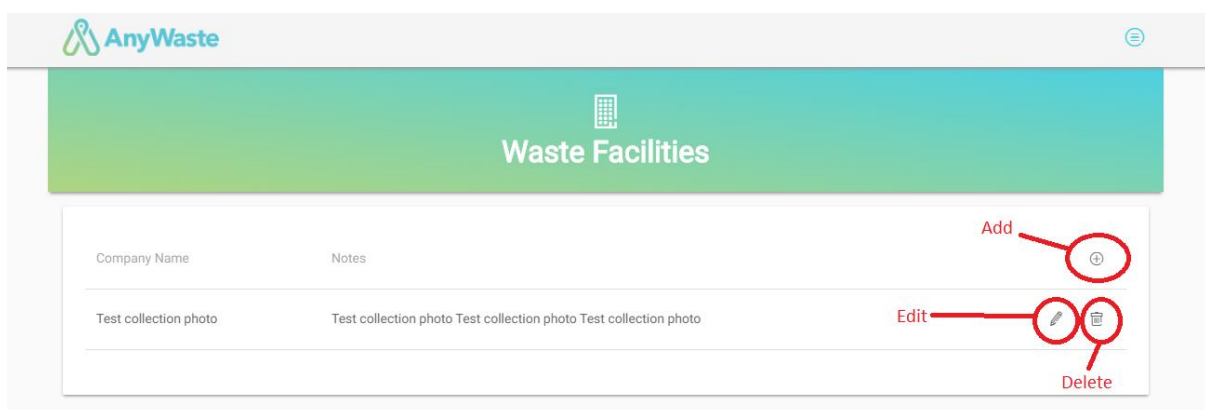 AnyWaste
Waste Facilities
Add
Company Name Notes
Test collection photo Test collection photo Test collection photo Test collection photo Edit
Delete